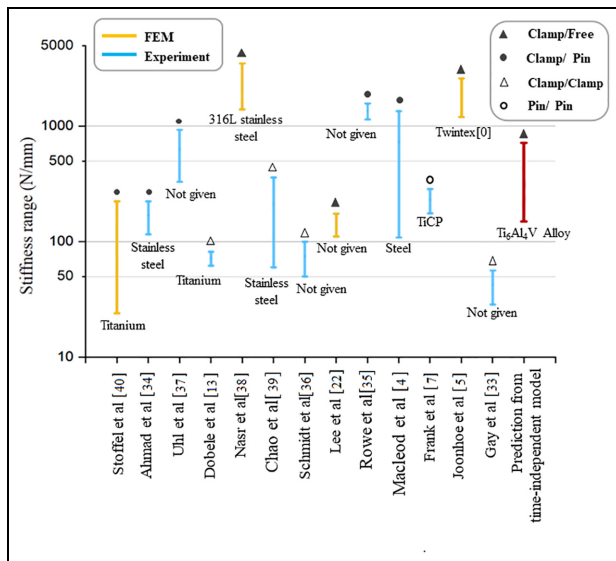 FEM
Experiment
Clamp/Free
Clamp/ Pin
Clamp/Clamp
Pin/ Pin
Stiffness range (N/mm)
5000
1000
500
100
50
10
Titanium
Stainless
steel
Not given
Titanium
316L stainless
steel
Stainless
steel
Not given
Not given
Not given
Steel
TiCP
Twintex[0]
Not given
Ti6Al4V Alloy
Stoffel et al [40]
Ahmad et al [34]
Uhl et al [37]
Dobele et al [13]
Nasr et al[38]
Chao et al[39]
Schmidt et al[36]
Lee et al [22]
Rowe et al[35]
Macleod et al [4]
Frank et al [7]
Joonhoe et al [5]
Gay et al [33]
Prediction from
time-independent model